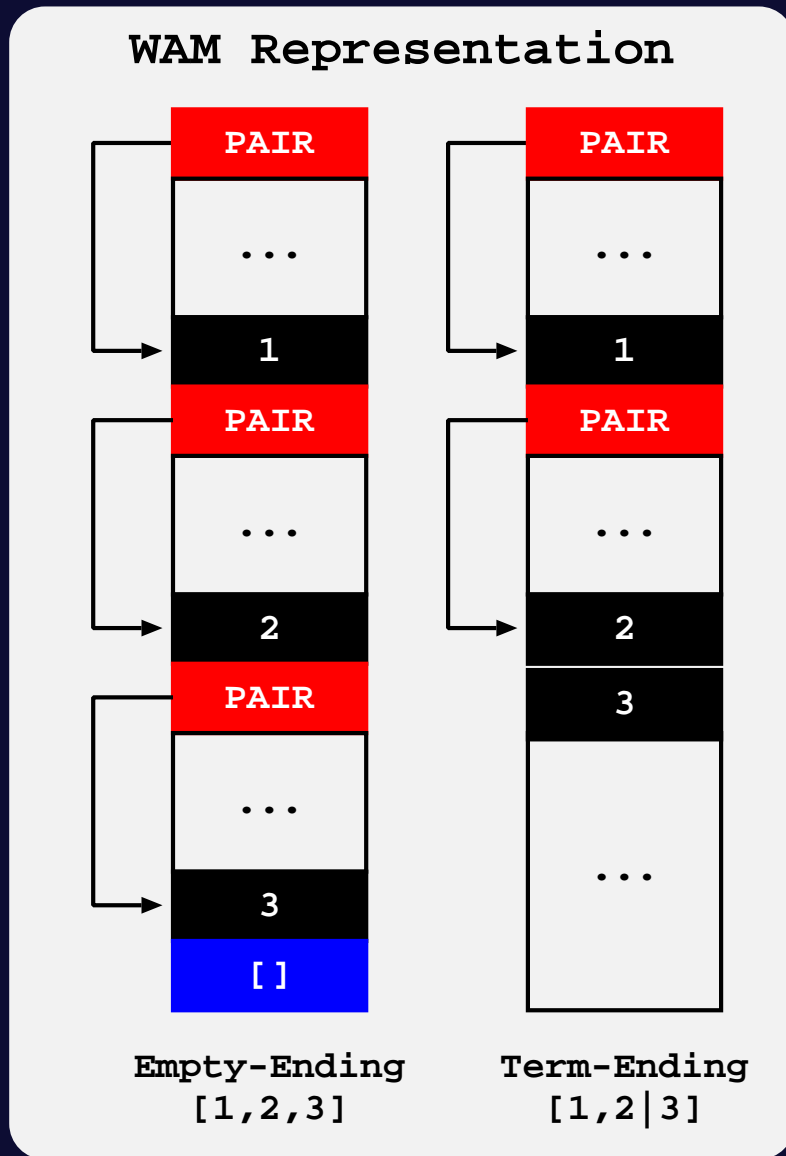 WAM Representation
PAIR
...
1
PAIR
...
2
PAIR
...
3
[]
Empty-Ending
[1,2,3]
PAIR
...
1
PAIR
...
2
3
...
Term-Ending
[1,2|3]